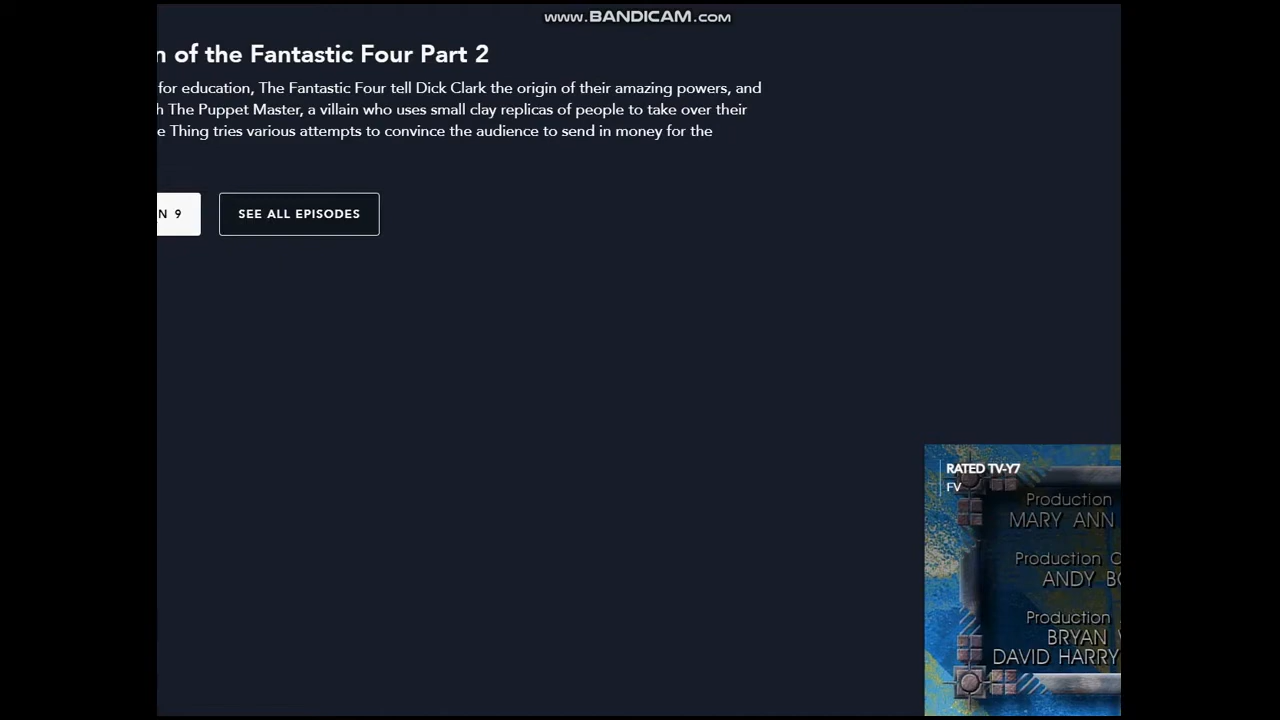 www.BANDICAM.com
n of the Fantastic Four Part 2
for education, The Fantastic Four tell Dick Clark the origin of their amazing powers, and
h The Puppet Master, a villain who uses small clay replicas of people to take over their
e Thing tries various attempts to convince the audience to send in money for the
N 9
SEE ALL EPISODES
RATED TV-Y7
FV
Production
MARY ANN
Production C
ANDY BO
Production
BRYAN
DAVID HARRY